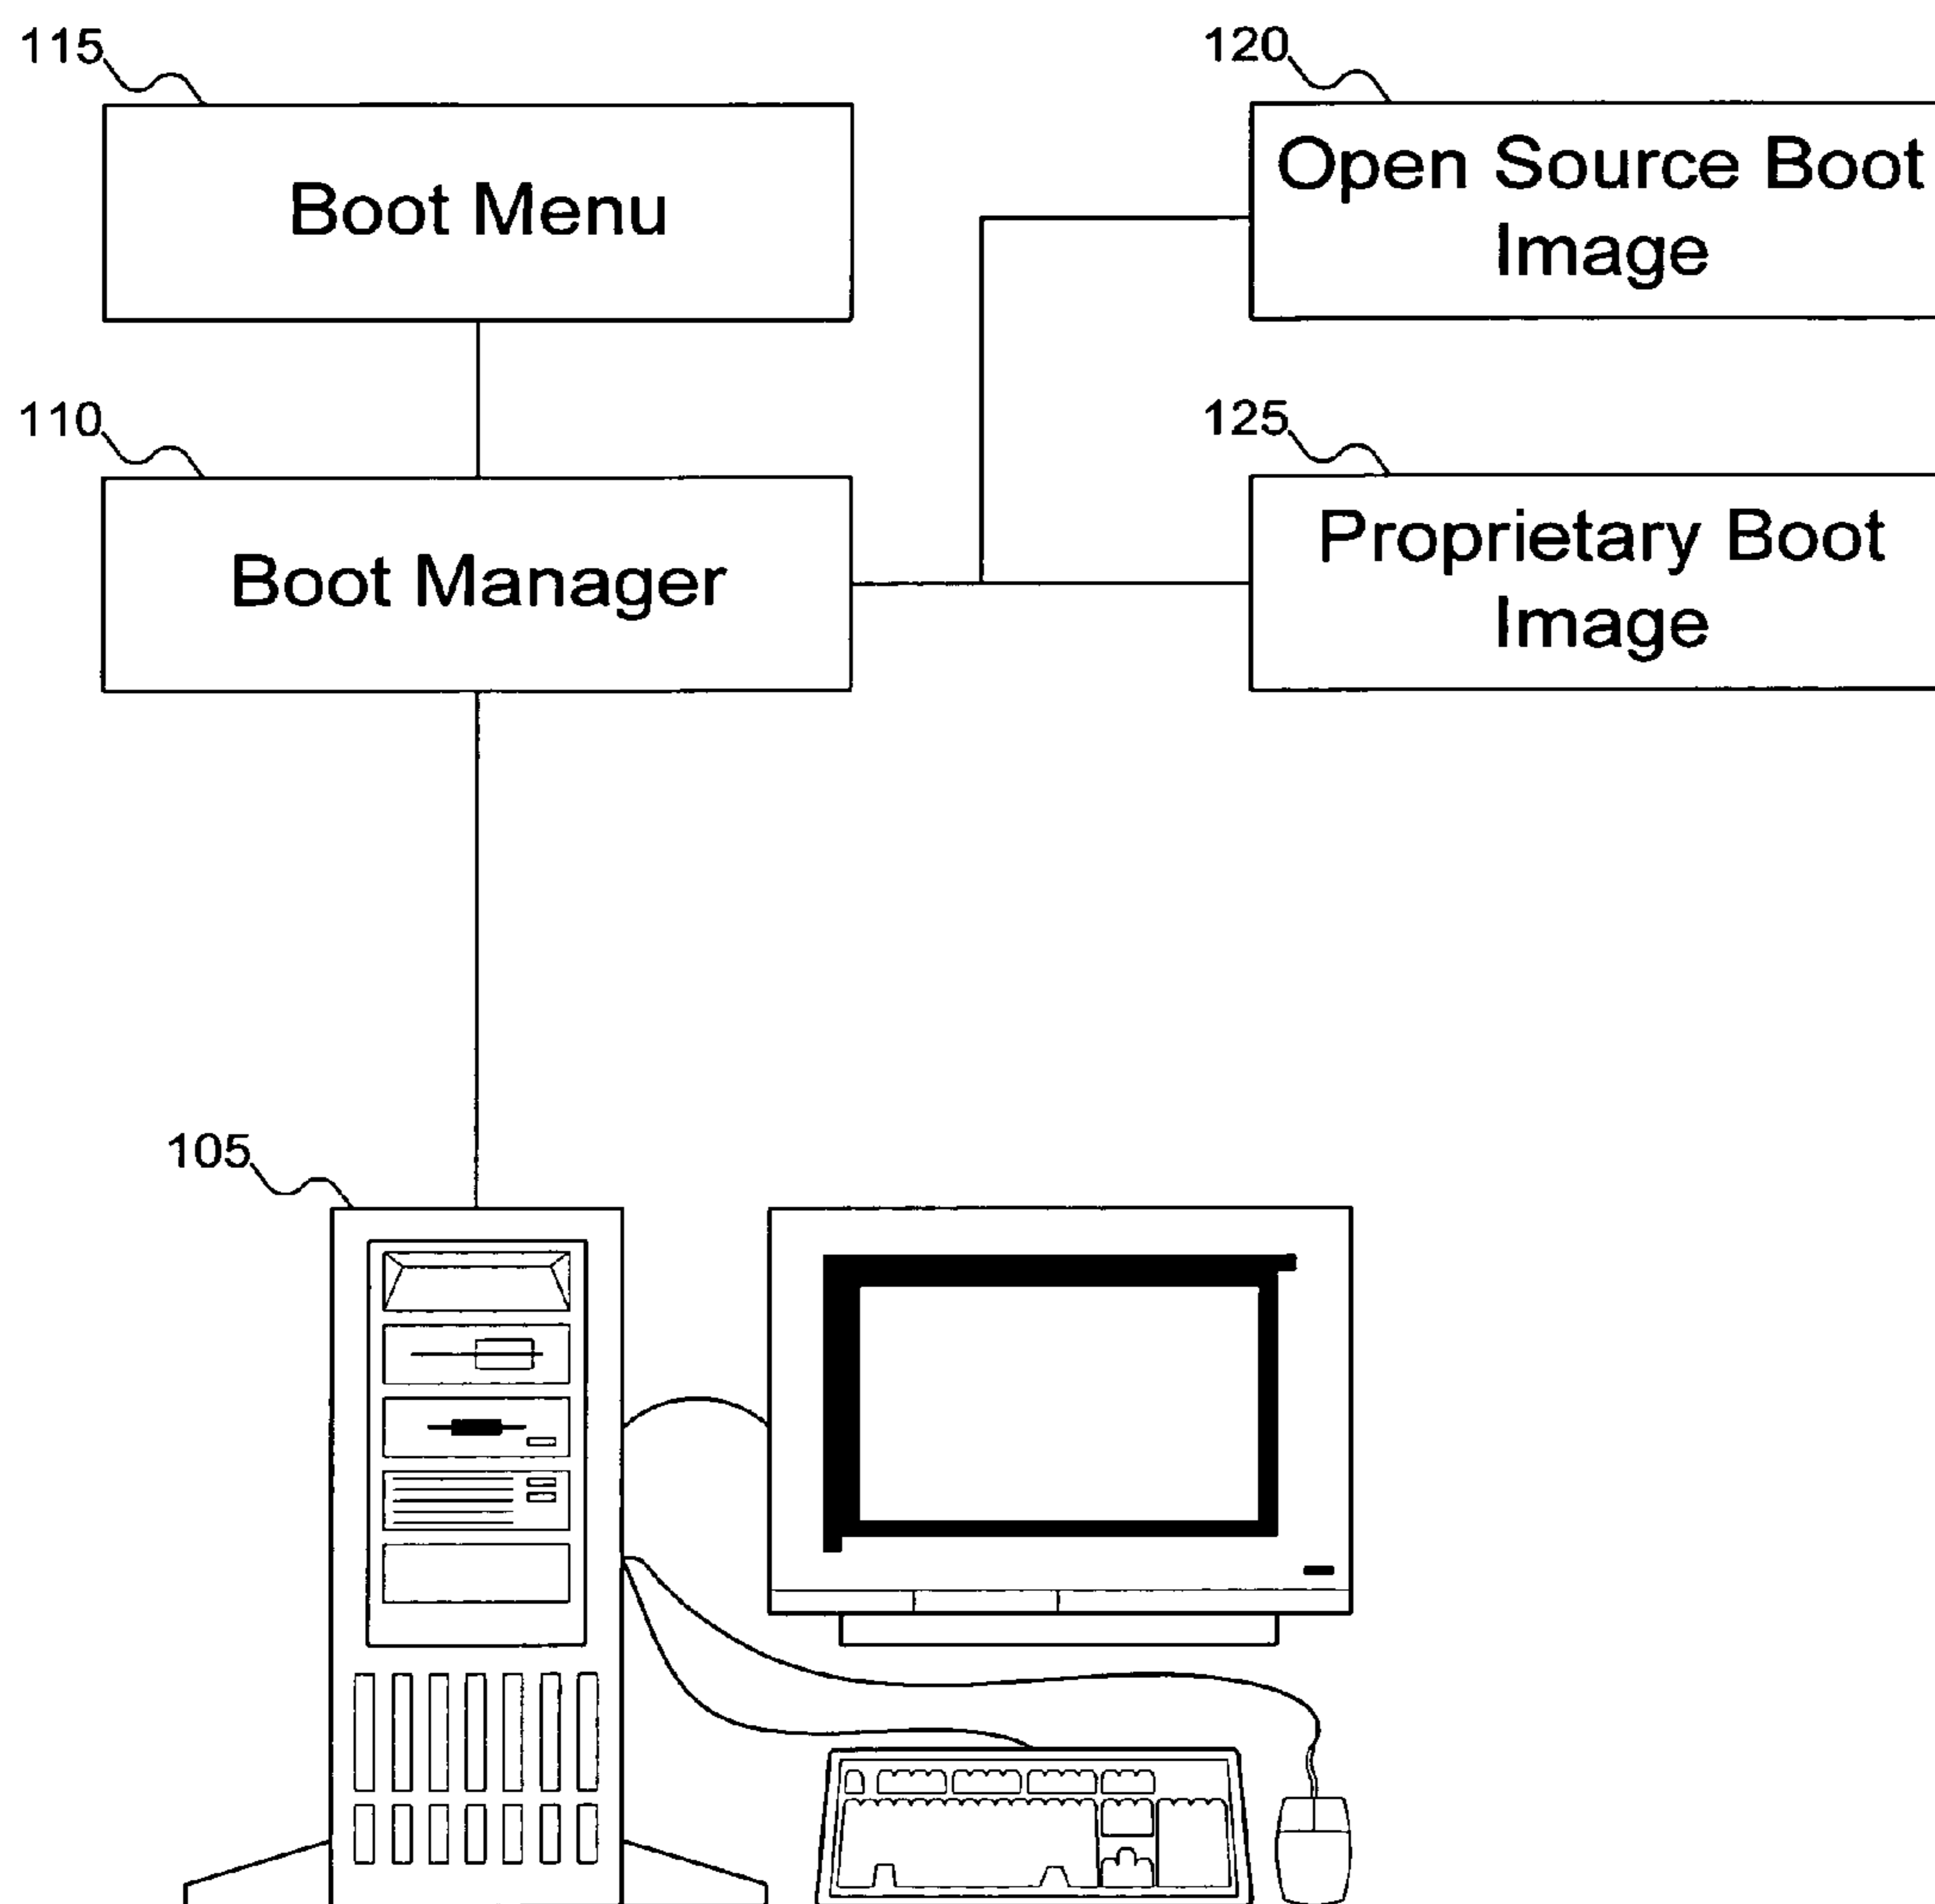 115
Boot Menu
120
Open Source Boot
Image
110
Boot Manager
125
Proprietary Boot
Image
105